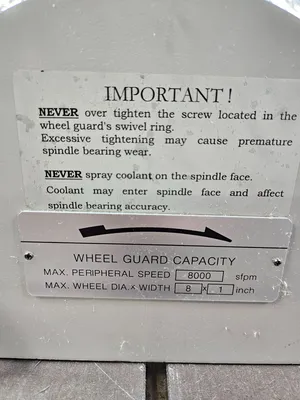 IMPORTANT!
NEVER over tighten the screw located in the
wheel guard's swivel ring.
Excessive tightening may cause premature
spindle bearing wear.
NEVER spray coolant on the spindle face.
Coolant may enter spindle face and affect
spindle bearing accuracy.
WHEEL GUARD CAPACITY
MAX. PERIPHERAL SPEED 8000 sfpm
MAX. WHEEL DIA.x WIDTH 8 x 1 inch